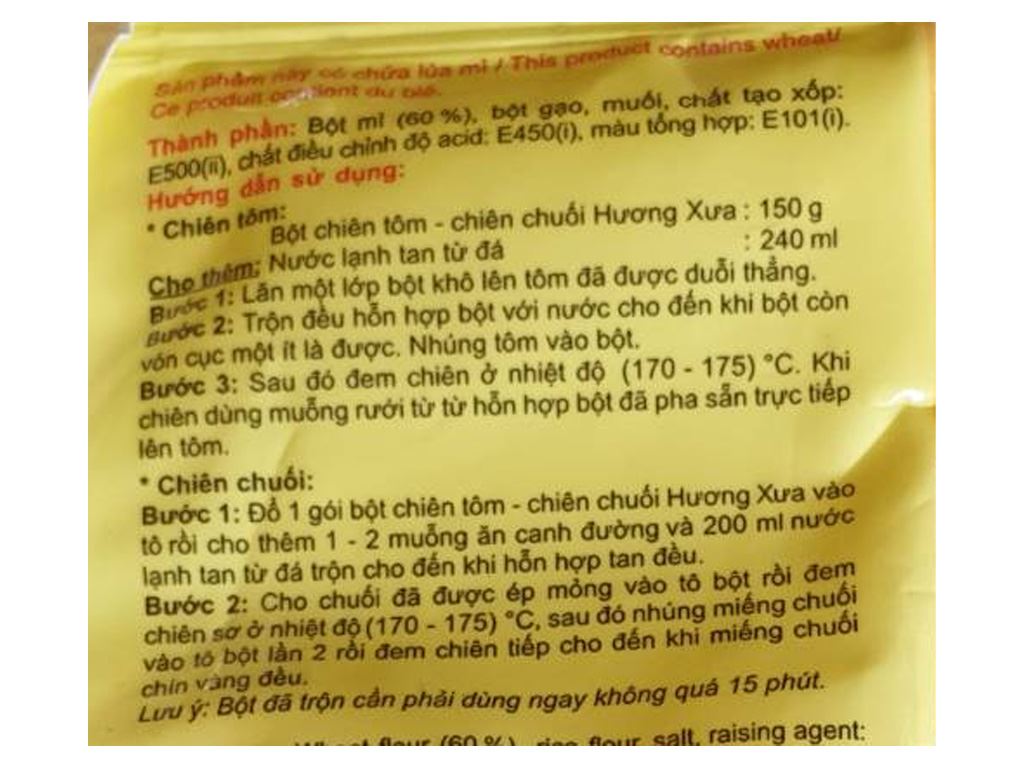 Sản phẩm này có chứa lúa mì / This product contains wheat/
Ce produit contient du blé.
Thành phần: Bột mì (60 %), bột gạo, muối, chất tạo xốp:
E500(ii), chất điều chỉnh độ acid: E450(i), màu tổng hợp: E101(i).
Hướng dẫn sử dụng:
* Chiên tôm:
Bột chiên tôm - chiên chuối Hương Xưa : 150 g
Cho thêm: Nước lạnh tan từ đá : 240 ml
Bước 1: Lăn một lớp bột khô lên tôm đã được duỗi thẳng.
Bước 2: Trộn đều hỗn hợp bột với nước cho đến khi bột còn
vón cục một ít là được. Nhúng tôm vào bột.
Bước 3: Sau đó đem chiên ở nhiệt độ (170 - 175) °C. Khi
chiên dùng muỗng rưới từ từ hỗn hợp bột đã pha sẵn trực tiếp
lên tôm.
* Chiên chuối:
Bước 1: Đổ 1 gói bột chiên tôm - chiên chuối Hương Xưa vào
tô rồi cho thêm 1 - 2 muỗng ăn canh đường và 200 ml nước
lạnh tan từ đá trộn cho đến khi hỗn hợp tan đều.
Bước 2: Cho chuối đã được ép mỏng vào tô bột rồi đem
chiên sơ ở nhiệt độ (170 - 175) °C, sau đó nhúng miếng chuối
vào tô bột lần 2 rồi đem chiên tiếp cho đến khi miếng chuối
chín vàng đều.
Lưu ý: Bột đã trộn cần phải dùng ngay không quá 15 phút.
Wheat flour (60 %), rice flour, salt, raising agent: